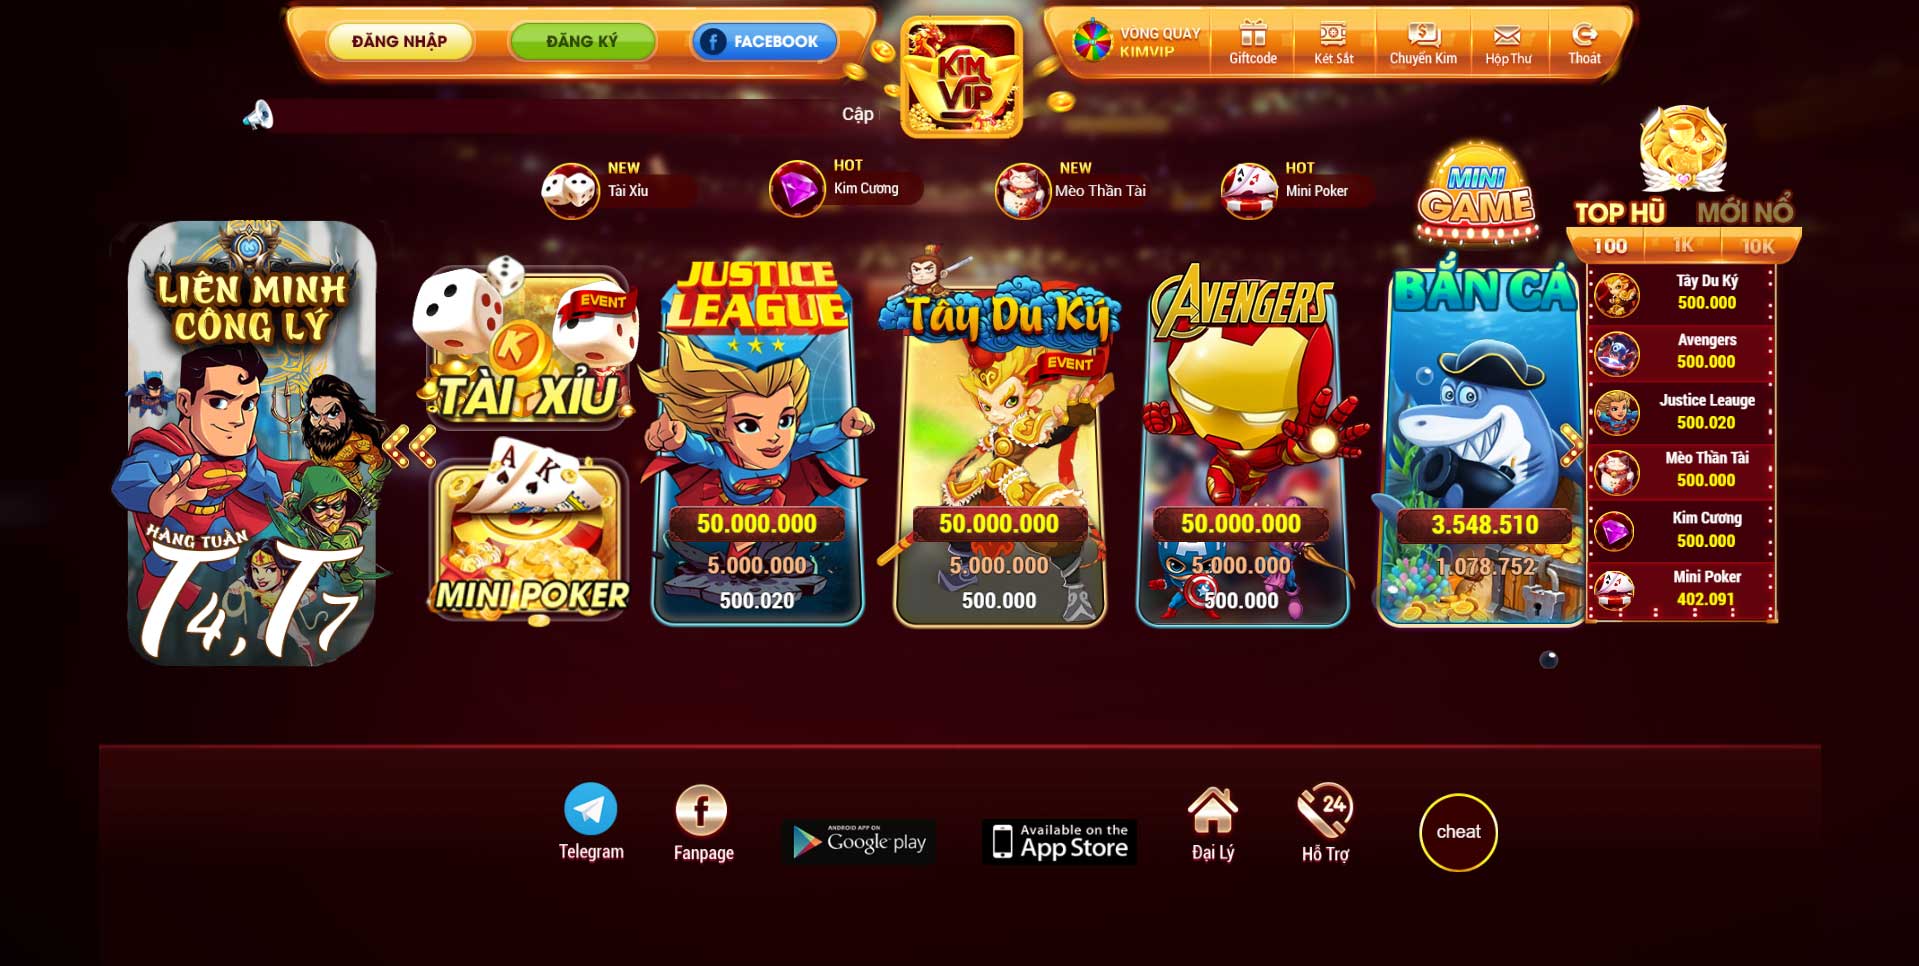 ĐĂNG NHẬP
ĐĂNG KÝ
f FACEBOOK
KIM
VIP
VÒNG QUAY
KIMVIP
Giftcode
Két Sắt
Chuyển Kim
Hộp Thư
Thoát
Cập
NEW
Tài Xỉu
HOT
Kim Cương
NEW
Mèo Thần Tài
HOT
Mini Poker
MINI
GAME
TOP HŨ
MỚI NỔ
100
1K
10K
LIÊN MINH
CÔNG LÝ
HÀNG TUẦN
T4, T7
EVENT
K
TÀI XỈU
A K
MINI POKER
JUSTICE
LEAGUE
50.000.000
5.000.000
500.020
Tây Du Ký
EVENT
50.000.000
5.000.000
500.000
AVENGERS
50.000.000
5.000.000
500.000
BẮN CÁ
3.548.510
1.078.752
Tây Du Ký
500.000
Avengers
500.000
Justice Leauge
500.020
Mèo Thần Tài
500.000
Kim Cương
500.000
Mini Poker
402.091
Telegram
f
Fanpage
ANDROID APP ON
Google play
Available on the
App Store
Đại Lý
24
Hỗ Trợ
cheat